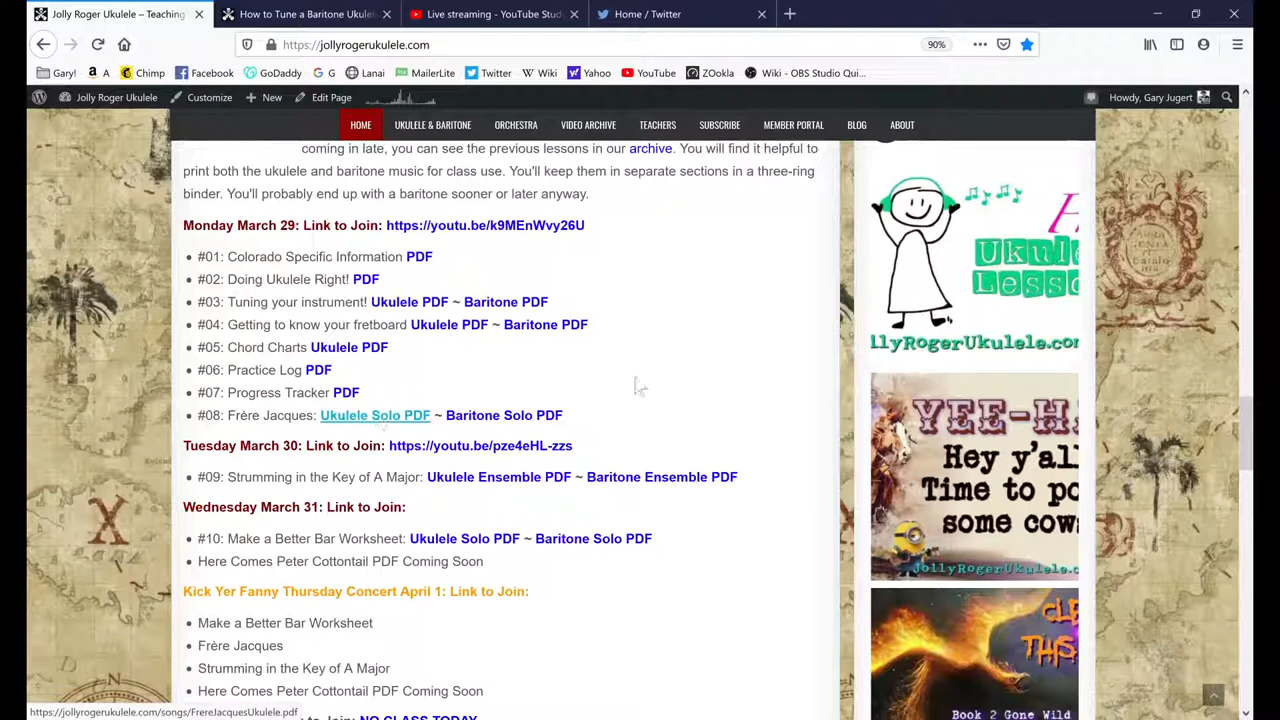 Jolly Roger Ukulele – Teaching
How to Tune a Baritone Ukulele
Live streaming - YouTube Stud
Home / Twitter
https://jollyrogerukulele.com
90%
Gary!
A
Chimp
Facebook
GoDaddy
G
Lanai
MailerLite
Twitter
Wiki
Yahoo
YouTube
ZOokla
Wiki - OBS Studio Qui...
Jolly Roger Ukulele
Customize
New
Edit Page
Howdy, Gary Jugert
HOME
UKULELE & BARITONE
ORCHESTRA
VIDEO ARCHIVE
TEACHERS
SUBSCRIBE
MEMBER PORTAL
BLOG
ABOUT
coming in late, you can see the previous lessons in our archive. You will find it helpful to
print both the ukulele and baritone music for class use. You'll keep them in separate sections in a three-ring
binder. You'll probably end up with a baritone sooner or later anyway.
Monday March 29: Link to Join: https://youtu.be/k9MEnWvy26U
#01: Colorado Specific Information PDF
#02: Doing Ukulele Right! PDF
#03: Tuning your instrument! Ukulele PDF ~ Baritone PDF
#04: Getting to know your fretboard Ukulele PDF ~ Baritone PDF
#05: Chord Charts Ukulele PDF
#06: Practice Log PDF
#07: Progress Tracker PDF
#08: Frère Jacques: Ukulele Solo PDF ~ Baritone Solo PDF
Tuesday March 30: Link to Join: https://youtu.be/pze4eHL-zzs
#09: Strumming in the Key of A Major: Ukulele Ensemble PDF ~ Baritone Ensemble PDF
Wednesday March 31: Link to Join:
#10: Make a Better Bar Worksheet: Ukulele Solo PDF ~ Baritone Solo PDF
Here Comes Peter Cottontail PDF Coming Soon
Kick Yer Fanny Thursday Concert April 1: Link to Join:
Make a Better Bar Worksheet
Frère Jacques
Strumming in the Key of A Major
Here Comes Peter Cottontail PDF Coming Soon
to Join: NO CLASS TODAY
https://jollyrogerukulele.com/songs/FrereJacquesUkulele.pdf
Ukulele
Lesso
llyRogerUkulele.com
YEE-H
Hey y'all
Time to po
some cows
JollyRogerUkulele.com
CLE
THIS
Book 2 Gone Wild
X